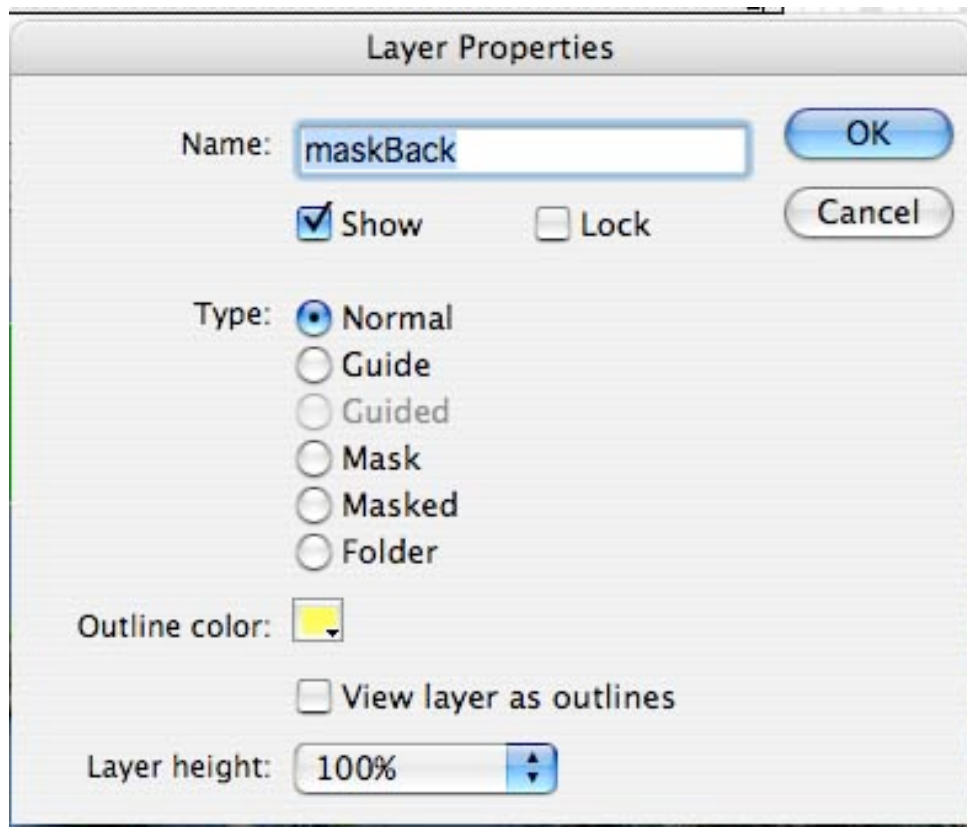 Layer Properties
Name: maskBack OK
Show Lock Cancel
Type: Normal
Guide
Guided
Mask
Masked
Folder
Outline color:
View layer as outlines
Layer height: 100%